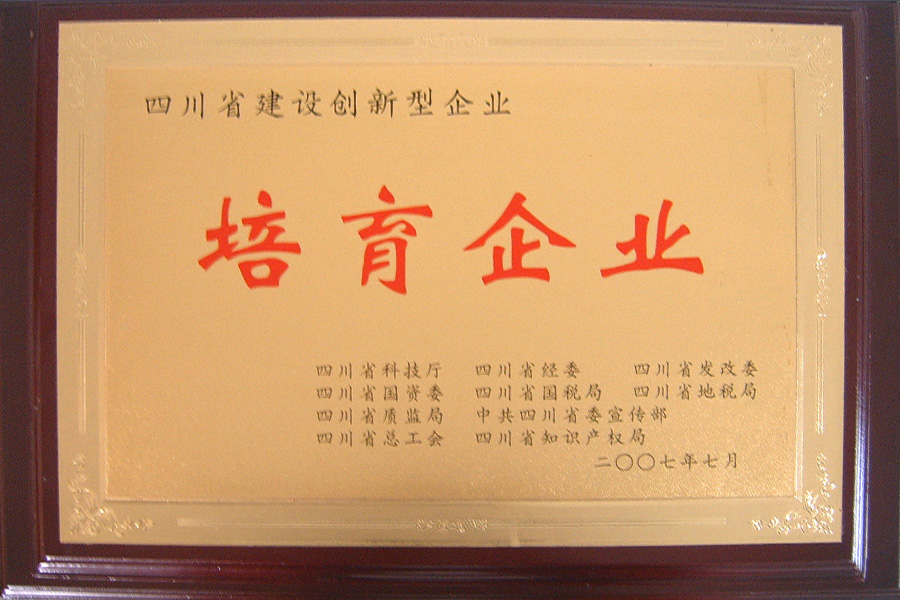 四川省建设创新型企业
培育企业
四川省科技厅 四川省经委 四川省发改委
四川省国资委 四川省国税局 四川省地税局
四川省质监局 中共四川省委宣传部
四川省总工会 四川省知识产权局
二〇〇七年七月